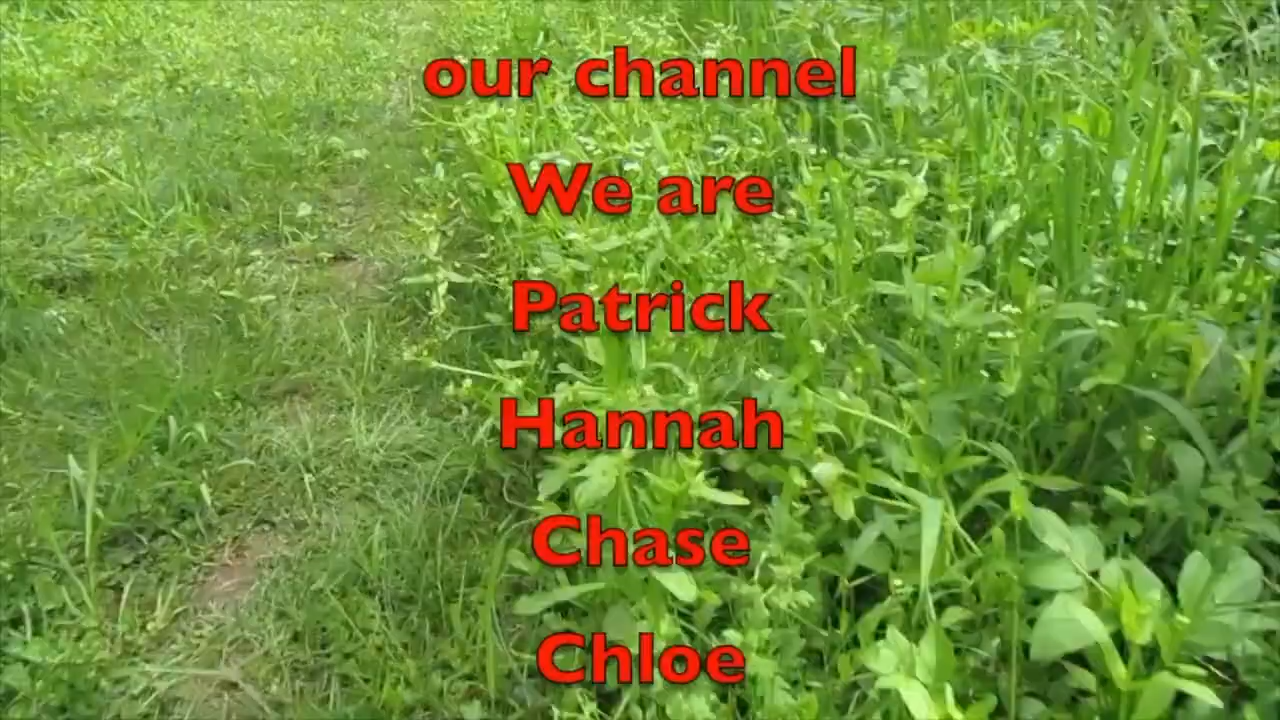 our channel
We are
Patrick
Hannah
Chase
Chloe